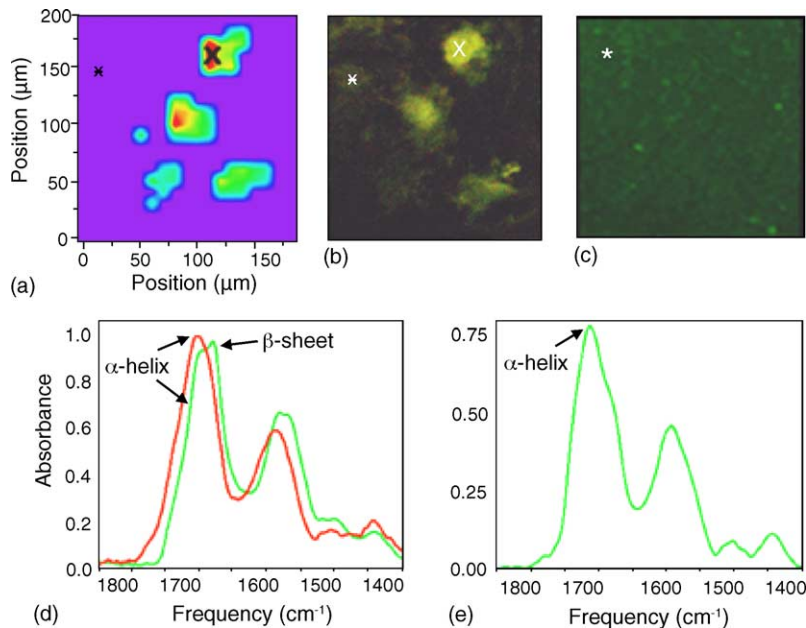 200
150
100
50
0
Position (µm)
0 50 100 150
Position (µm)
(a)
X
*
X
*
(b)
*
(c)
1.0
0.8
0.6
0.4
0.2
0.0
Absorbance
α-helix
β-sheet
1800 1700 1600 1500 1400
Frequency (cm⁻¹)
(d)
0.75
0.50
0.25
0.00
α-helix
1800 1700 1600 1500 1400
Frequency (cm⁻¹)
(e)